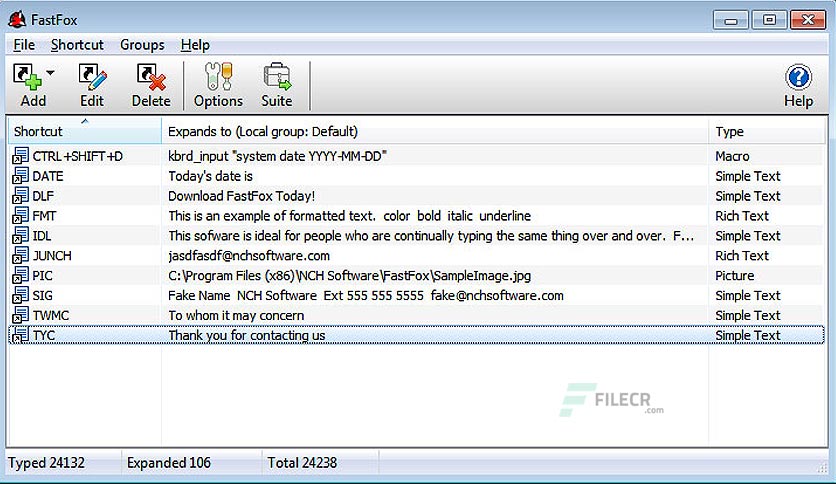 FastFox
File Shortcut Groups Help
Add Edit Delete Options Suite Help
Shortcut Expands to (Local group: Default) Type
CTRL+SHIFT+D kbrd_input "system date YYYY-MM-DD" Macro
DATE Today's date is Simple Text
DLF Download FastFox Today! Simple Text
FMT This is an example of formatted text. color bold italic underline Rich Text
IDL This sofware is ideal for people who are continually typing the same thing over and over. F... Simple Text
JUNCH jasdfasdf@nchsoftware.com Rich Text
PIC C:\Program Files (x86)\NCH Software\FastFox\SampleImage.jpg Picture
SIG Fake Name NCH Software Ext 555 555 5555 fake@nchsoftware.com Simple Text
TWMC To whom it may concern Simple Text
TYC Thank you for contacting us Simple Text
FILECR
.com
Typed 24132 Expanded 106 Total 24238